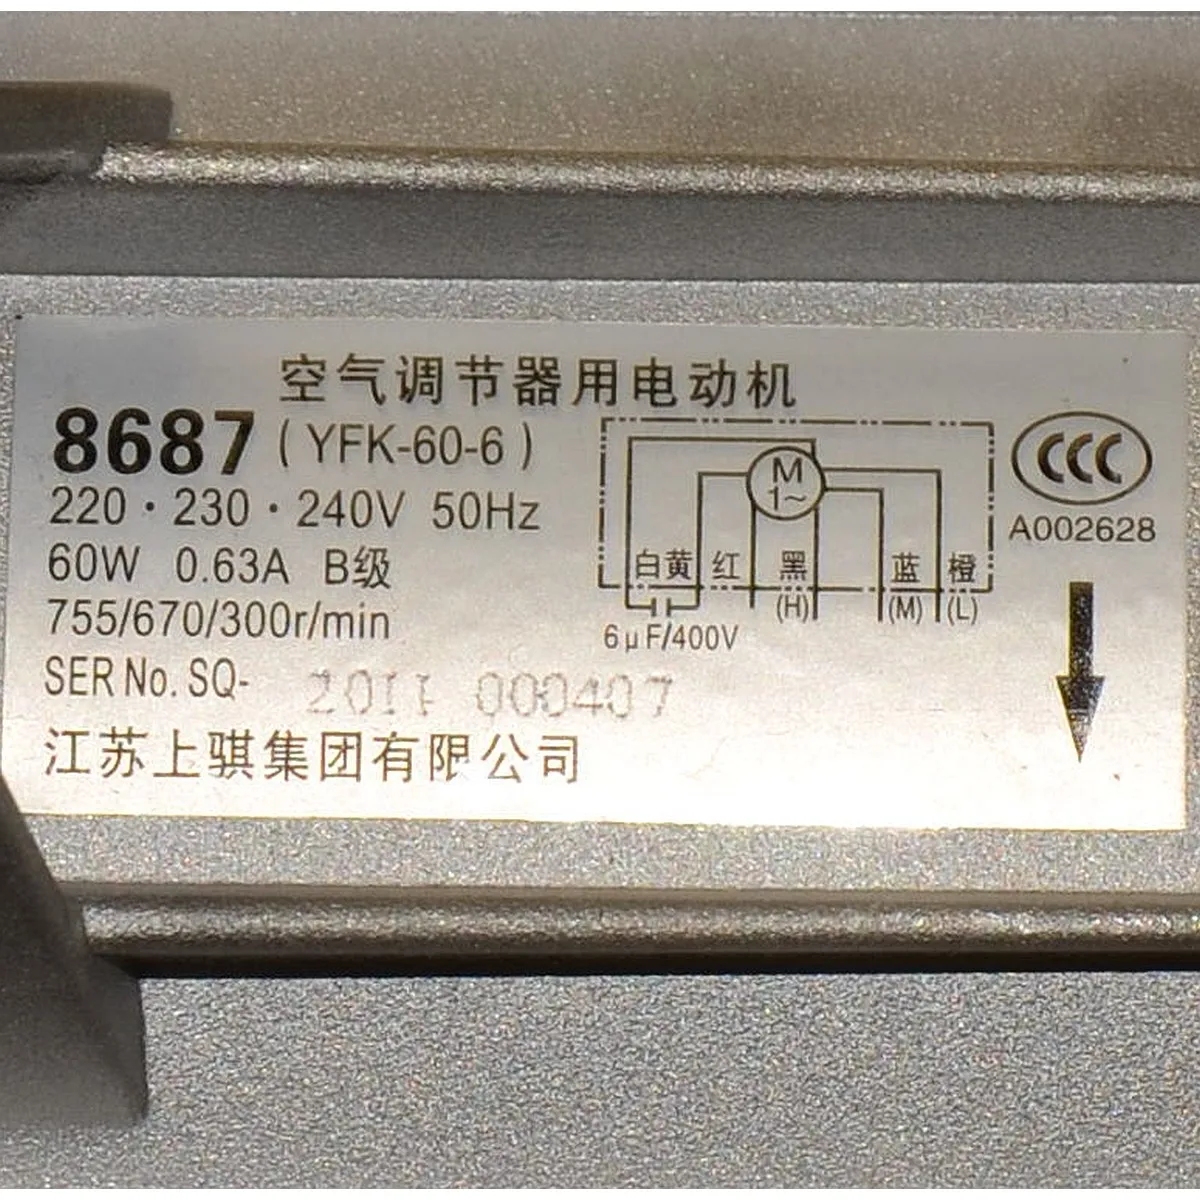 空气调节器用电动机
8687 (YFK-60-6)
220·230·240V 50Hz
60W 0.63A B级
755/670/300r/min
SER No. SQ- 2011 000407
江苏上骐集团有限公司
M
1~
白 黄 红 黑 蓝 橙
(H) (M) (L)
6μF/400V
CCC
A002628